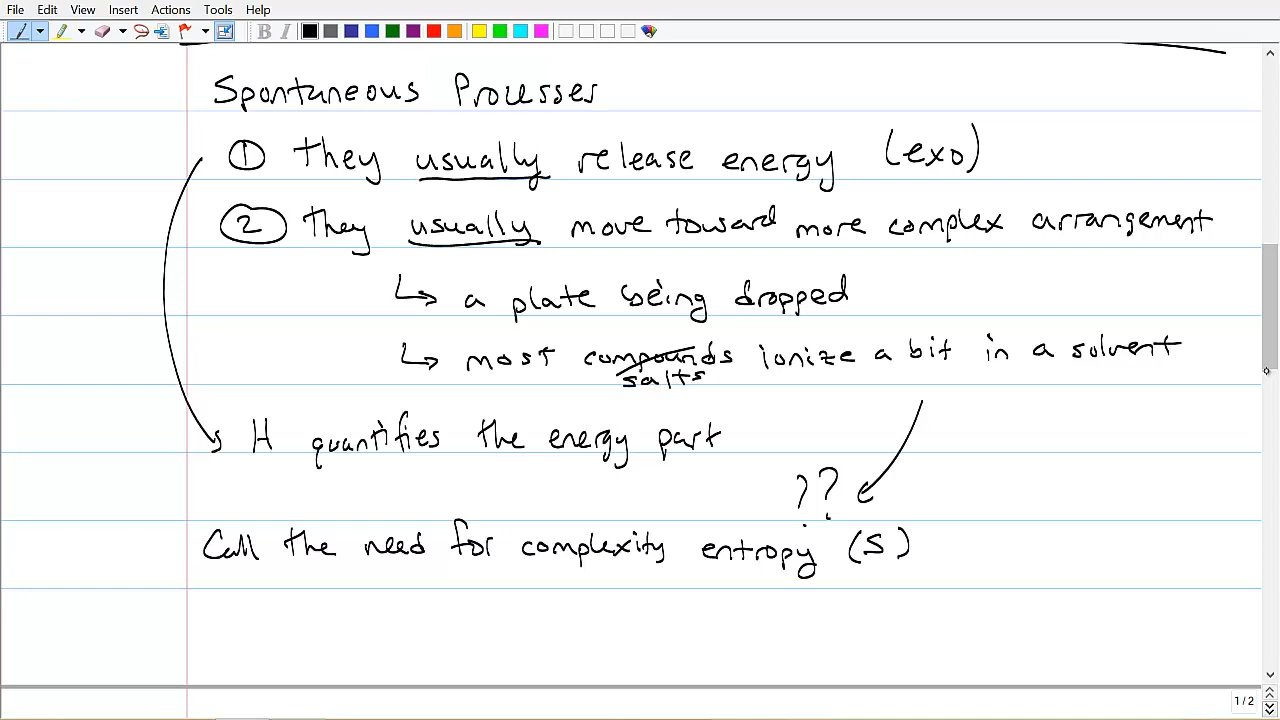 File Edit View Insert Actions Tools Help
B I
Spontaneous Processes
① They usually release energy (exo)
② They usually move toward more complex arrangement
↳ a plate being dropped
↳ most compounds ionize a bit in a solvent
salts
↳ H quantifies the energy part
??
Call the need for complexity entropy (S)
1/2